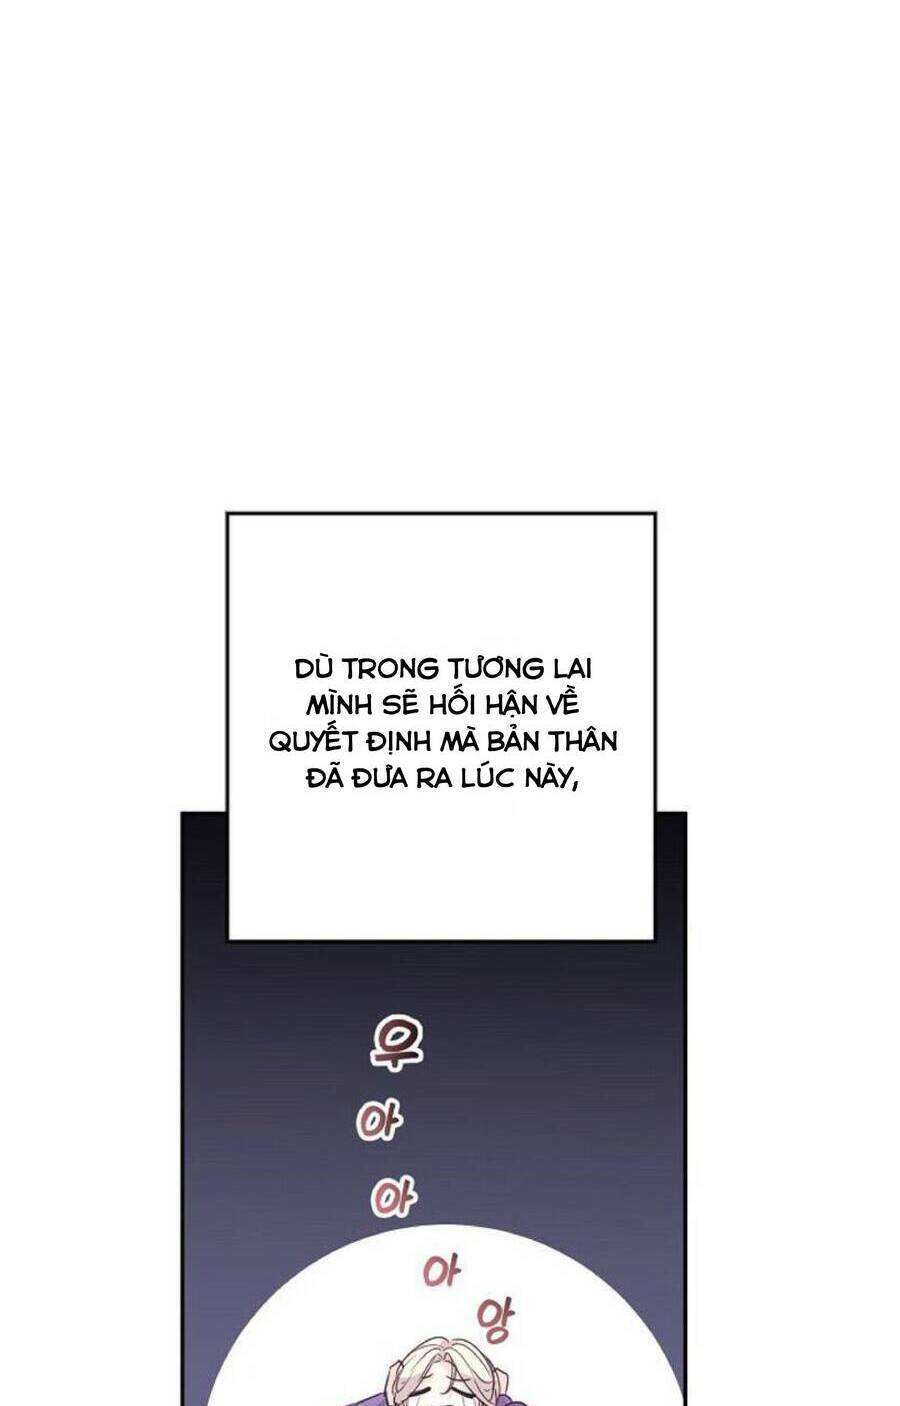 DÙ TRONG TƯƠNG LAI
MÌNH SẼ HỐI HẬN VỀ
QUYẾT ĐỊNH MÀ BẢN THÂN
ĐÃ ĐƯA RA LÚC NÀY,
우
아
아
아
앙